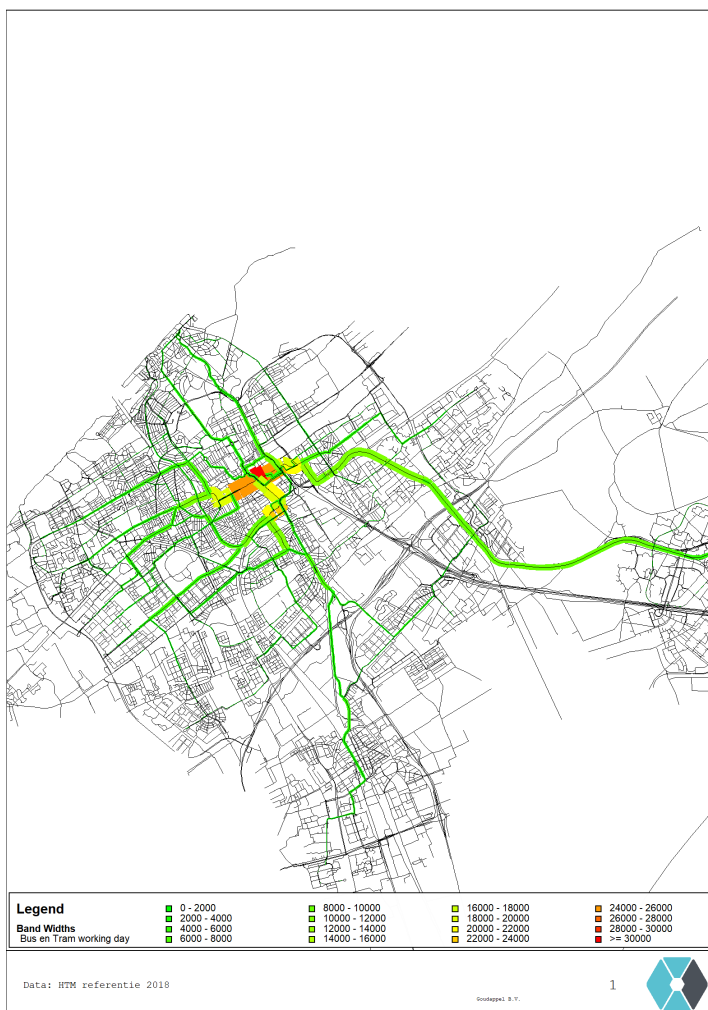 Legend
Band Widths
Bus en Tram working day
0 - 2000
2000 - 4000
4000 - 6000
6000 - 8000
8000 - 10000
10000 - 12000
12000 - 14000
14000 - 16000
16000 - 18000
18000 - 20000
20000 - 22000
22000 - 24000
24000 - 26000
26000 - 28000
28000 - 30000
>= 30000
Data: HTM referentie 2018
Goudappel B.V.
1